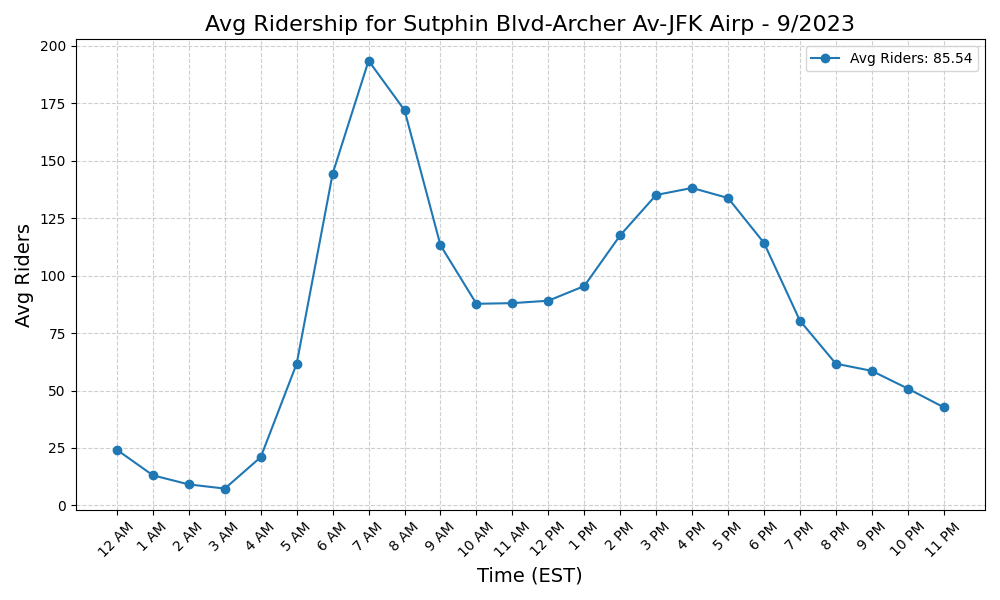 Avg Ridership for Sutphin Blvd-Archer Av-JFK Airp - 9/2023
Avg Riders: 85.54
200
175
150
125
100
75
50
25
0
Avg Riders
12 AM
1 AM
2 AM
3 AM
4 AM
5 AM
6 AM
7 AM
8 AM
9 AM
10 AM
11 AM
12 PM
1 PM
2 PM
3 PM
4 PM
5 PM
6 PM
7 PM
8 PM
9 PM
10 PM
11 PM
Time (EST)